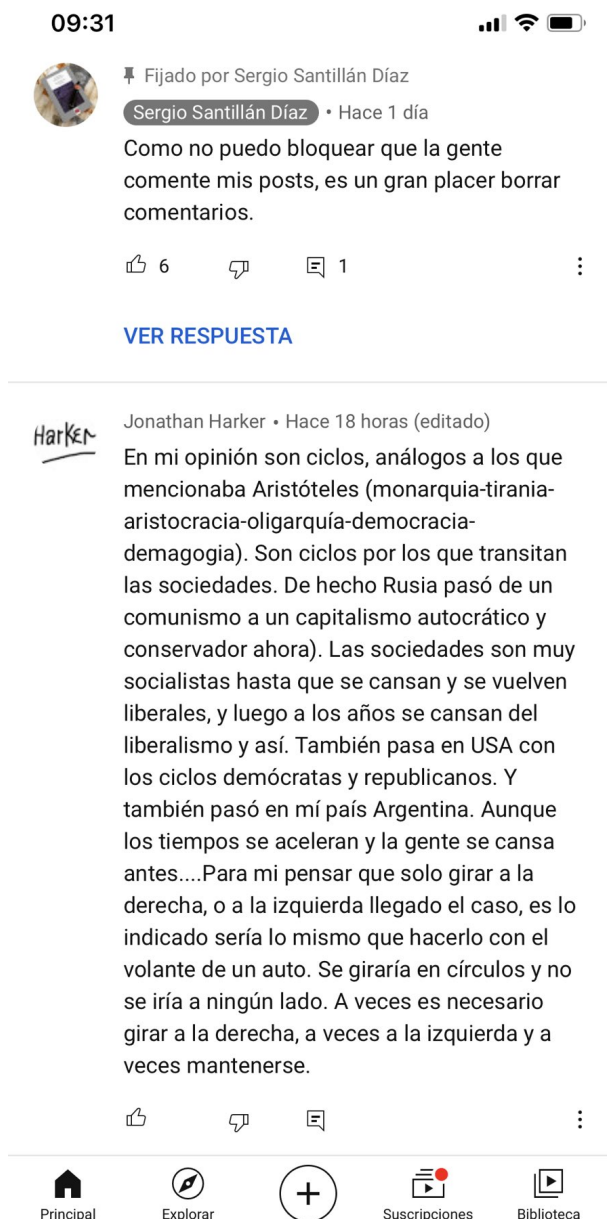 09:31
Fijado por Sergio Santillán Díaz
Sergio Santillán Díaz • Hace 1 día
Como no puedo bloquear que la gente
comente mis posts, es un gran placer borrar
comentarios.
6 1
VER RESPUESTA
Harker
Jonathan Harker • Hace 18 horas (editado)
En mi opinión son ciclos, análogos a los que
mencionaba Aristóteles (monarquia-tirania-
aristocracia-oligarquía-democracia-
demagogia). Son ciclos por los que transitan
las sociedades. De hecho Rusia pasó de un
comunismo a un capitalismo autocrático y
conservador ahora). Las sociedades son muy
socialistas hasta que se cansan y se vuelven
liberales, y luego a los años se cansan del
liberalismo y así. También pasa en USA con
los ciclos demócratas y republicanos. Y
también pasó en mí país Argentina. Aunque
los tiempos se aceleran y la gente se cansa
antes....Para mi pensar que solo girar a la
derecha, o a la izquierda llegado el caso, es lo
indicado sería lo mismo que hacerlo con el
volante de un auto. Se giraría en círculos y no
se iría a ningún lado. A veces es necesario
girar a la derecha, a veces a la izquierda y a
veces mantenerse.
Principal Explorar Suscripciones Biblioteca